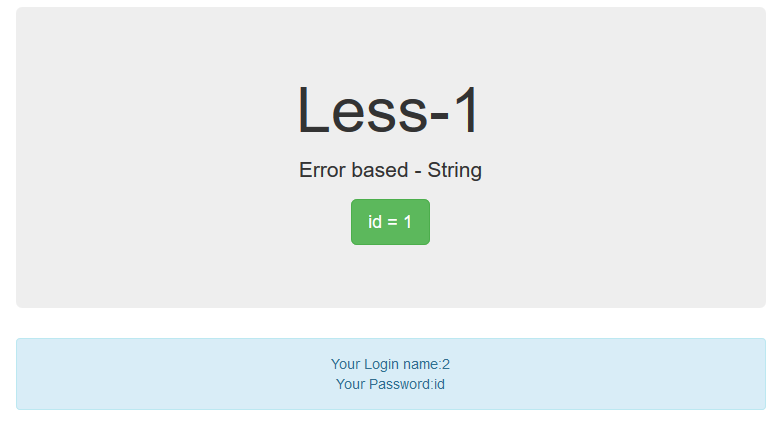 Less-1
Error based - String
id = 1
Your Login name:2
Your Password:id